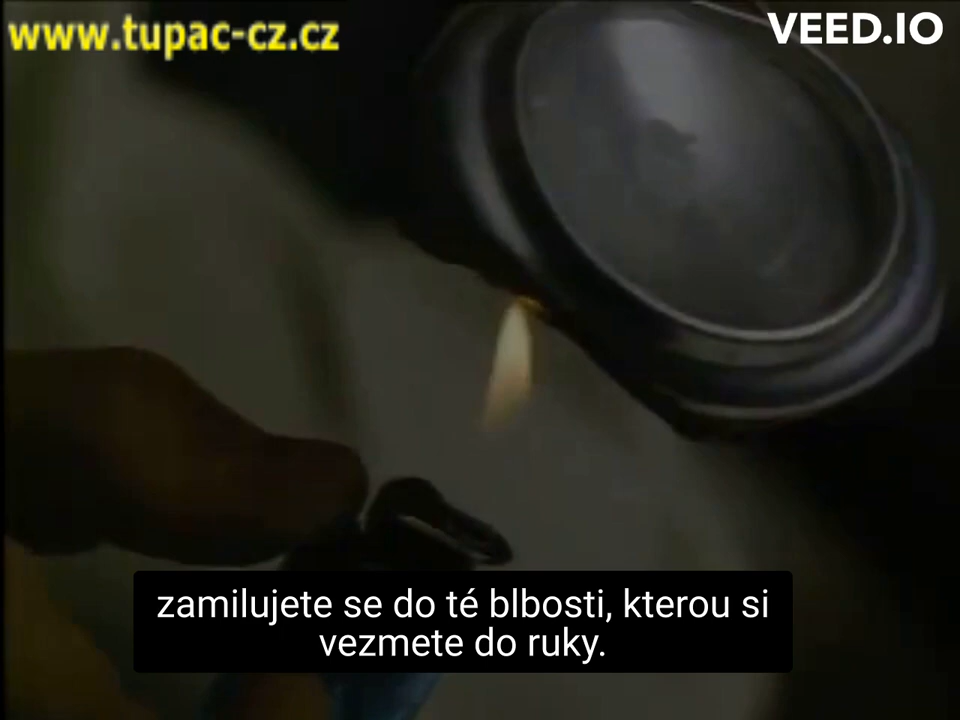 www.tupac-cz.cz
VEED.IO
zamilujete se do té blbosti, kterou si
vezmete do ruky.